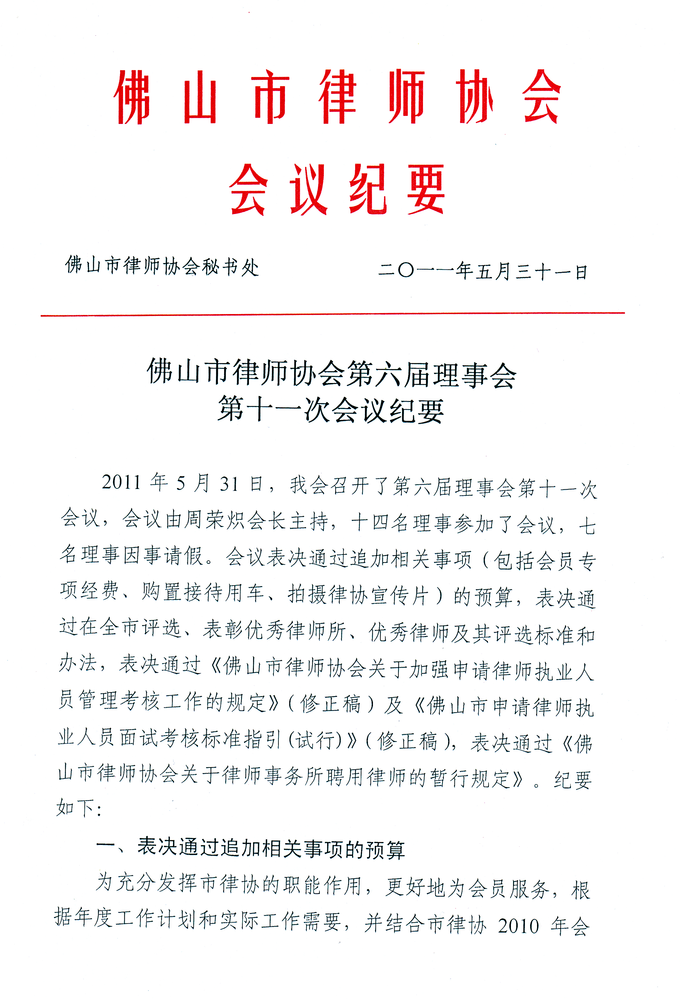 佛山市律师协会
会议纪要
佛山市律师协会秘书处 二〇一一年五月三十一日
佛山市律师协会第六届理事会
第十一次会议纪要
2011 年 5 月 31 日，我会召开了第六届理事会第十一次
会议，会议由周荣炽会长主持，十四名理事参加了会议，七
名理事因事请假。会议表决通过追加相关事项（包括会员专
项经费、购置接待用车、拍摄律协宣传片）的预算，表决通
过在全市评选、表彰优秀律师所、优秀律师及其评选标准和
办法，表决通过《佛山市律师协会关于加强申请律师执业人
员管理考核工作的规定》（修正稿）及《佛山市申请律师执
业人员面试考核标准指引(试行)》（修正稿），表决通过《佛
山市律师协会关于律师事务所聘用律师的暂行规定》。纪要
如下：
一、表决通过追加相关事项的预算
为充分发挥市律协的职能作用，更好地为会员服务，根
据年度工作计划和实际工作需要，并结合市律协 2010 年会